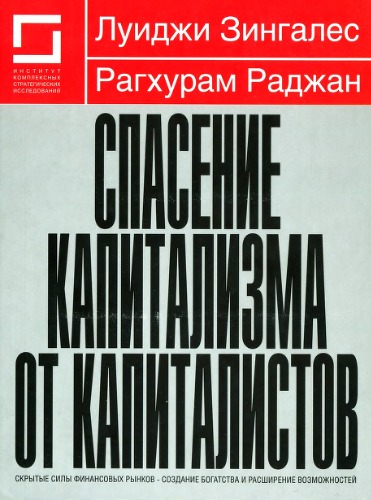 Луиджи Зингалес
Рагхурам Раджан
ИНСТИТУТ
КОМПЛЕКСНЫХ
СТРАТЕГИЧЕСКИХ
ИССЛЕДОВАНИЙ
СПАСЕНИЕ
КАПИТАЛИЗМА
ОТ КАПИТАЛИСТОВ
СКРЫТЫЕ СИЛЫ ФИНАНСОВЫХ РЫНКОВ - СОЗДАНИЕ БОГАТСТВА И РАСШИРЕНИЕ ВОЗМОЖНОСТЕЙ